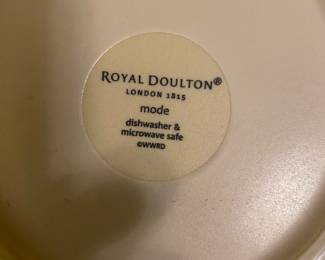 ROYAL DOULTON®
LONDON 1815
mode
dishwasher &
microwave safe
©WWRD